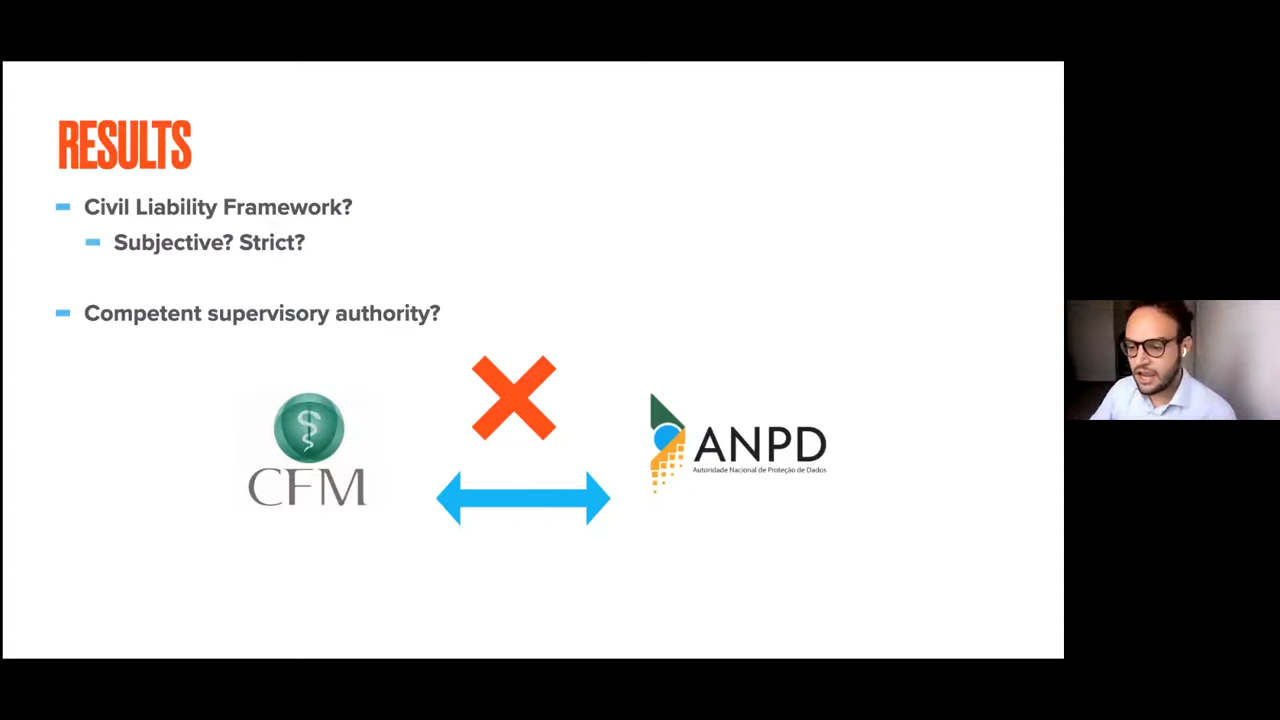 RESULTS
Civil Liability Framework?
Subjective? Strict?
Competent supervisory authority?
CFM
ANPD
Autoridade Nacional de Proteção de Dados